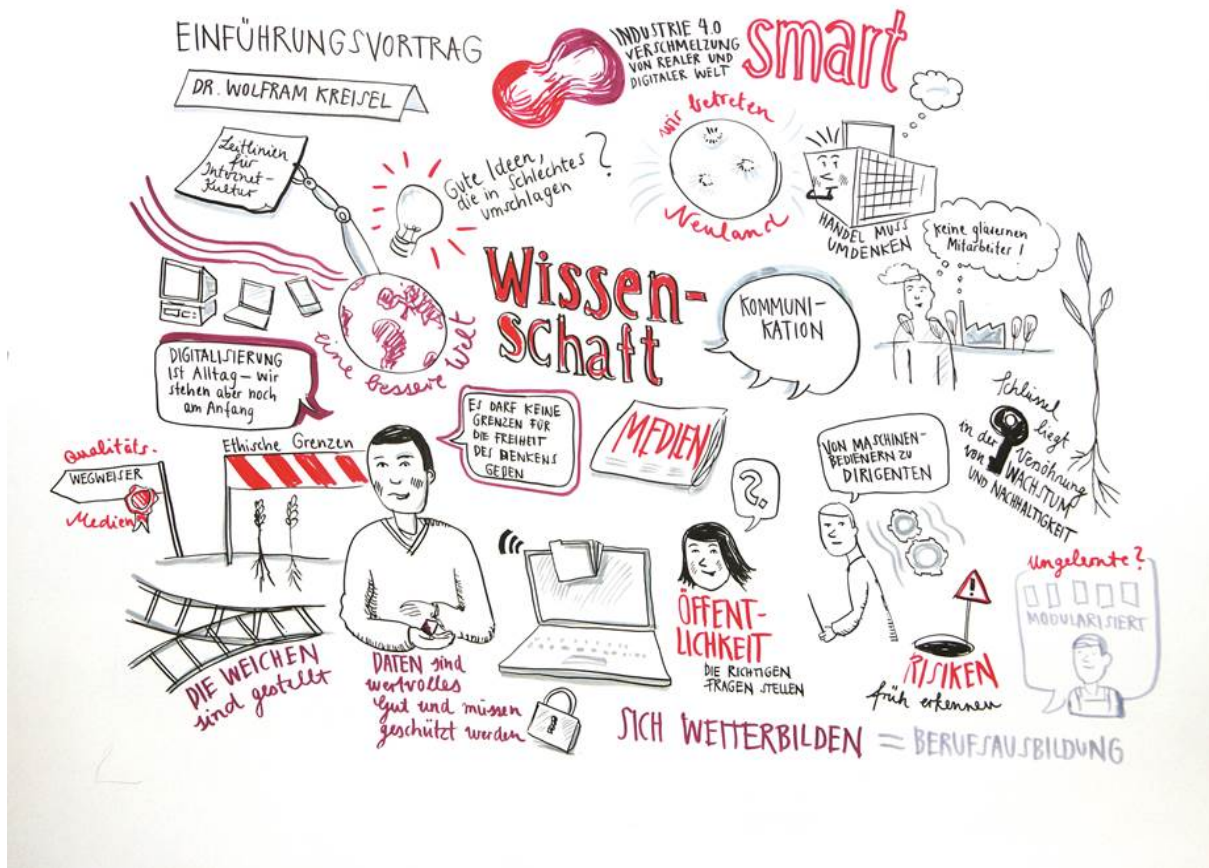 EINFÜHRUNGSVORTRAG
DR. WOLFRAM KREISEL
INDUSTRIE 4.0
VERSCHMELZUNG
VON REALER UND
DIGITALER WELT
smart
Leitlinien
für
Internet-
Kultur
Gute Ideen,
die in Schlechtes
umschlagen
?
wir betreten
Neuland
HANDEL MUSS
UMDENKEN
keine gläsernen
Mitarbeiter!
eine bessere Welt
Wissen-
schaft
KOMMUNI-
KATION
DIGITALISIERUNG
IST Alltag – wir
stehen aber noch
am Anfang
Qualitäts-
WEGWEISER
Medien
Ethische Grenzen
ES DARF KEINE
GRENZEN FÜR
DIE FREIHEIT
DES DENKENS
GEBEN
MEDIEN
?
VON MASCHINEN-
BEDIENERN ZU
DIRIGENTEN
Schlüssel
liegt
in der Versöhnung
von WACHSTUM
UND NACHHALTIGKEIT
DIE WEICHEN
sind gestellt
DATEN sind
wertvolles
Gut und müssen
geschützt werden
ÖFFENT-
LICHKEIT
DIE RICHTIGEN
FRAGEN STELLEN
RISIKEN
früh erkennen
Ungelernte?
MODULARISIERT
SICH WEITERBILDEN = BERUFSAUSBILDUNG